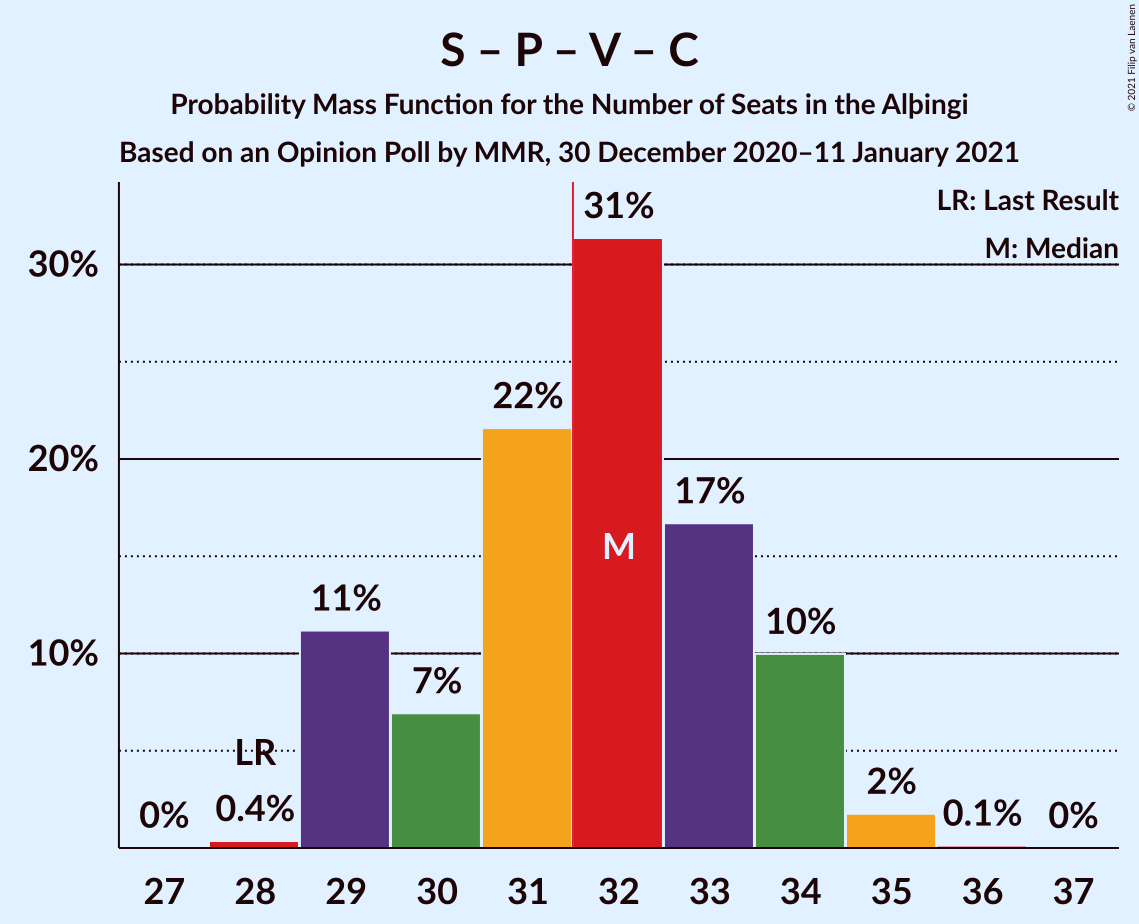 S – P – V – C
Probability Mass Function for the Number of Seats in the Alþingi
Based on an Opinion Poll by MMR, 30 December 2020–11 January 2021
© 2021 Filip van Laenen
LR: Last Result
M: Median
30%
20%
10%
0%
LR
0.4%
11%
7%
22%
31%
M
17%
10%
2%
0.1%
0%
27 28 29 30 31 32 33 34 35 36 37